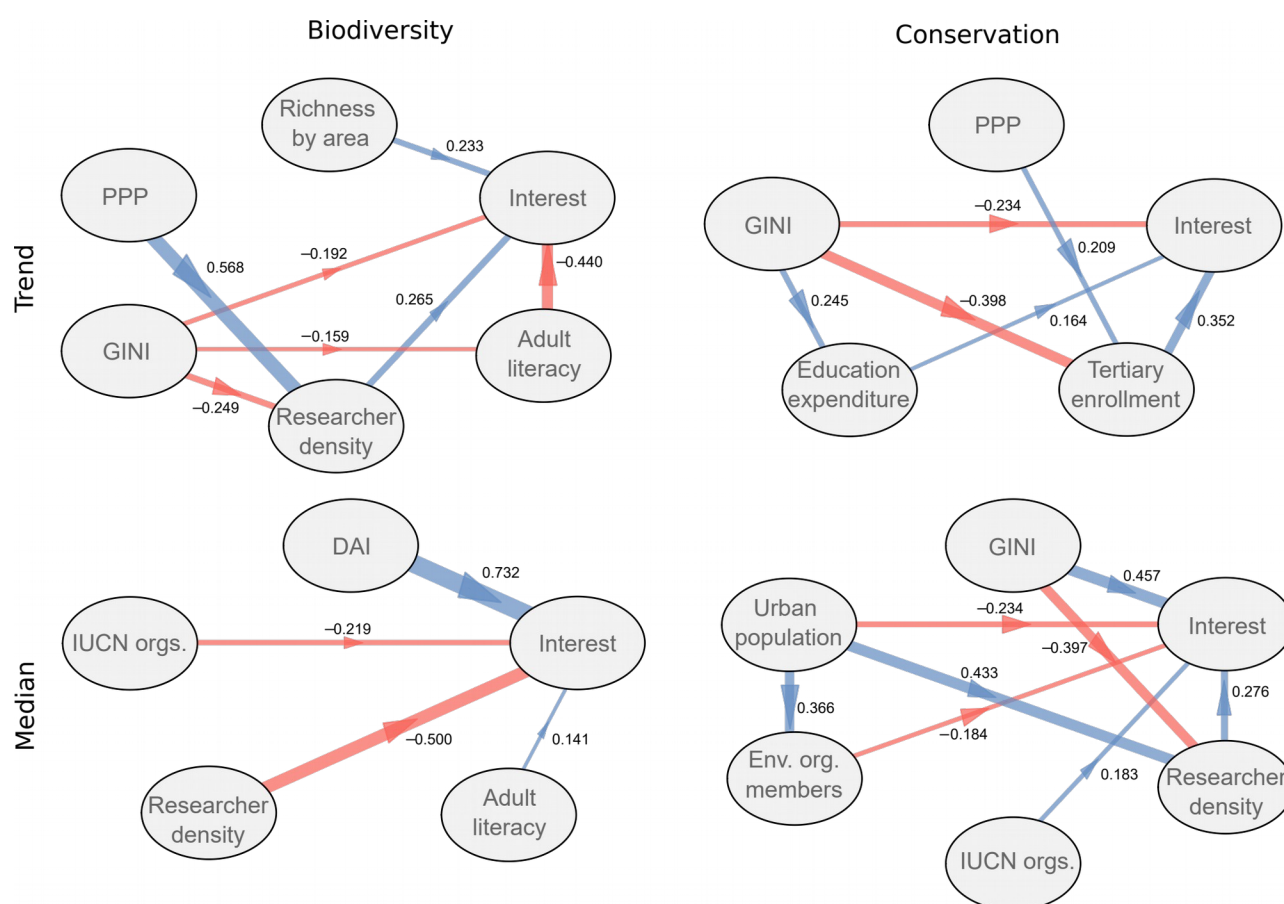 Biodiversity
Conservation
Trend
Richness
by area
0.233
PPP
Interest
0.568
−0.192
−0.440
0.265
GINI
−0.159
Adult
literacy
−0.249
Researcher
density
PPP
GINI
−0.234
Interest
0.209
0.245
−0.398
0.164
0.352
Education
expenditure
Tertiary
enrollment
Median
DAI
0.732
IUCN orgs.
−0.219
Interest
−0.500
0.141
Researcher
density
Adult
literacy
GINI
0.457
Urban
population
−0.234
Interest
−0.397
0.433
0.366
0.276
−0.184
Env. org.
members
0.183
Researcher
density
IUCN orgs.